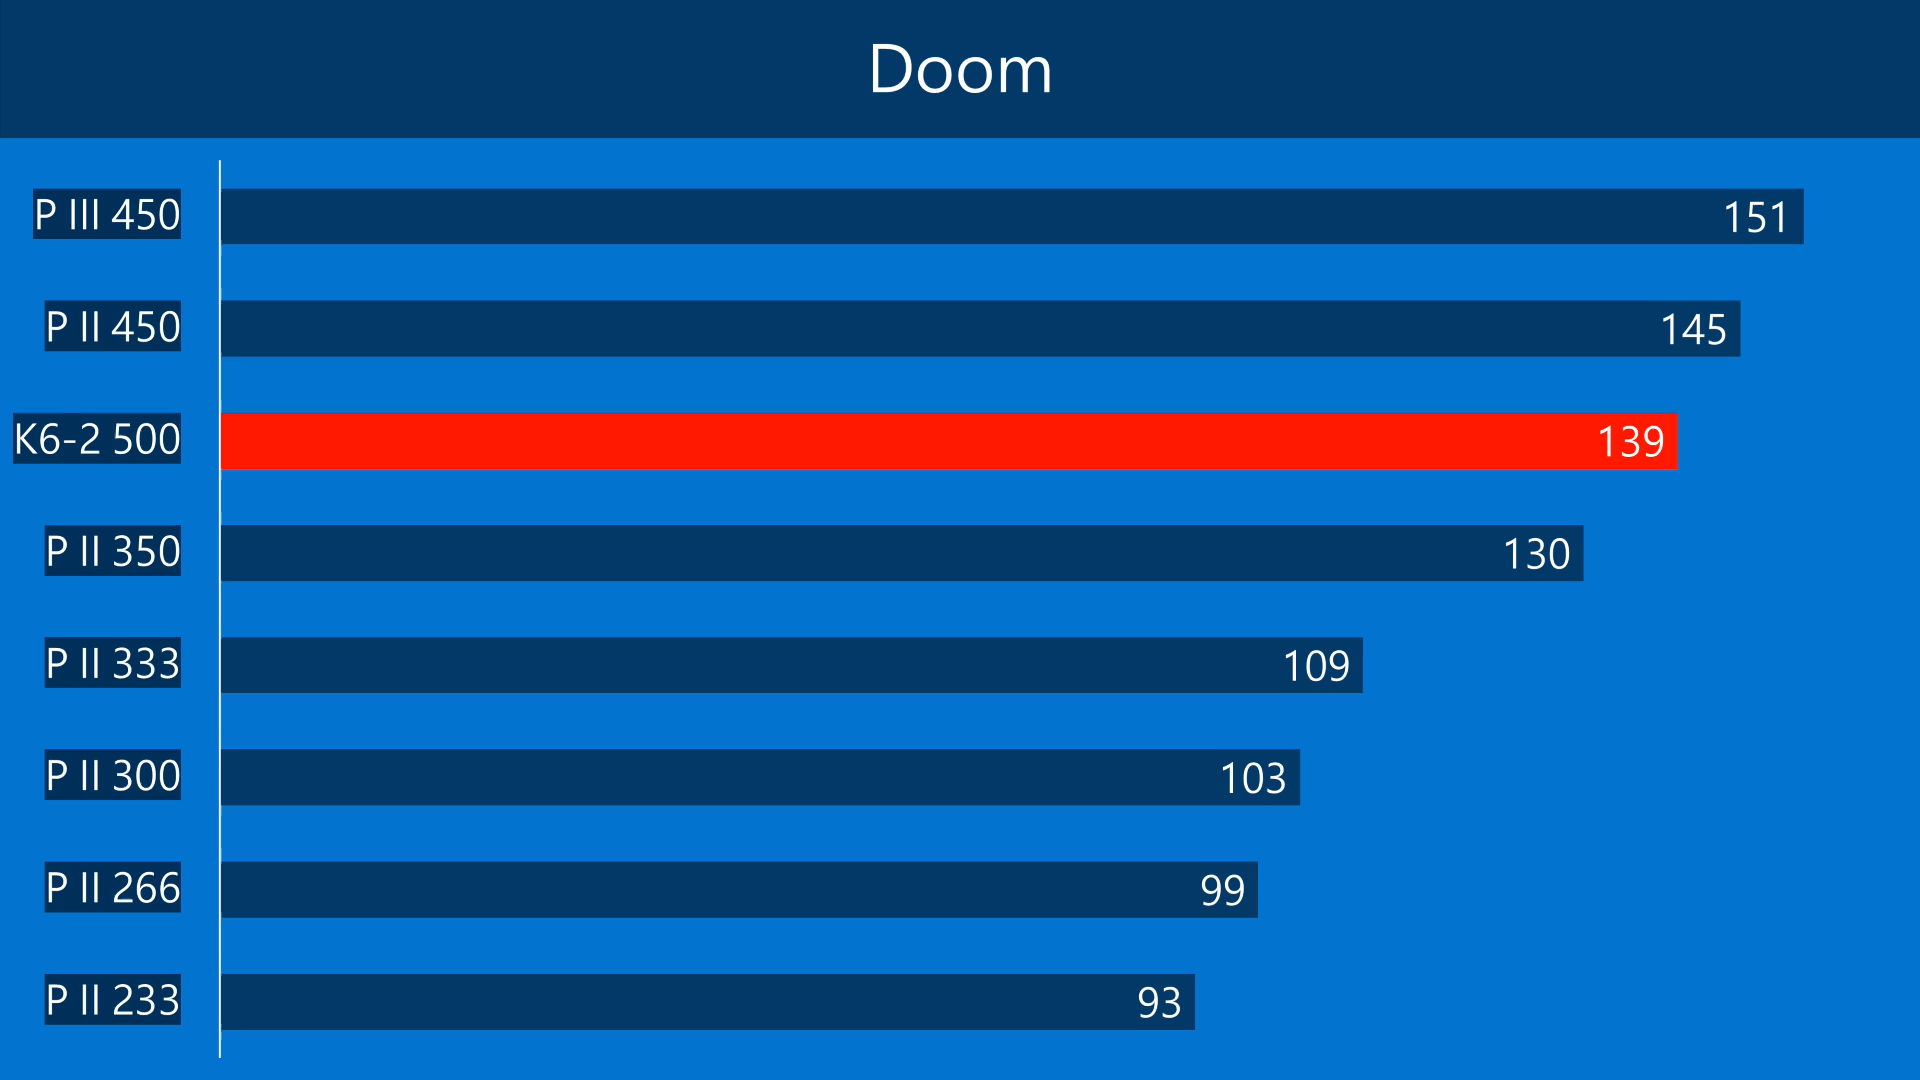 Doom
P III 450 151
P II 450 145
K6-2 500 139
P II 350 130
P II 333 109
P II 300 103
P II 266 99
P II 233 93